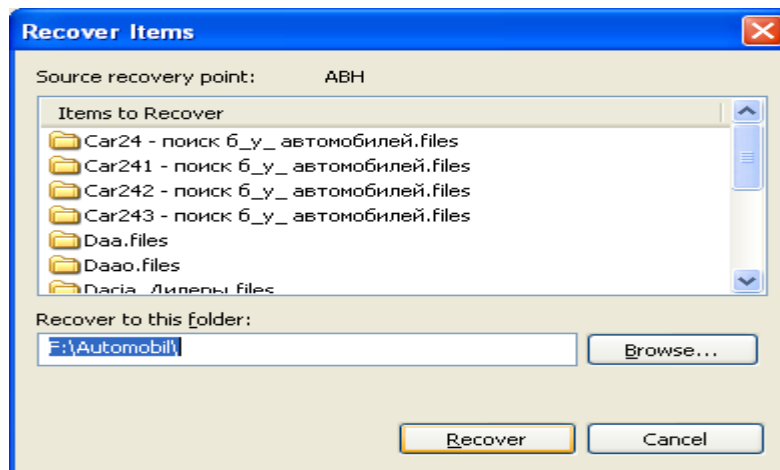 Recover Items
Source recovery point: ABH
Items to Recover
Car24 - поиск б_у_ автомобилей.files
Car241 - поиск б_у_ автомобилей.files
Car242 - поиск б_у_ автомобилей.files
Car243 - поиск б_у_ автомобилей.files
Daa.files
Daao.files
Dacia_Дилеры.files
Recover to this folder:
F:\Automobil\
Browse...
Recover Cancel